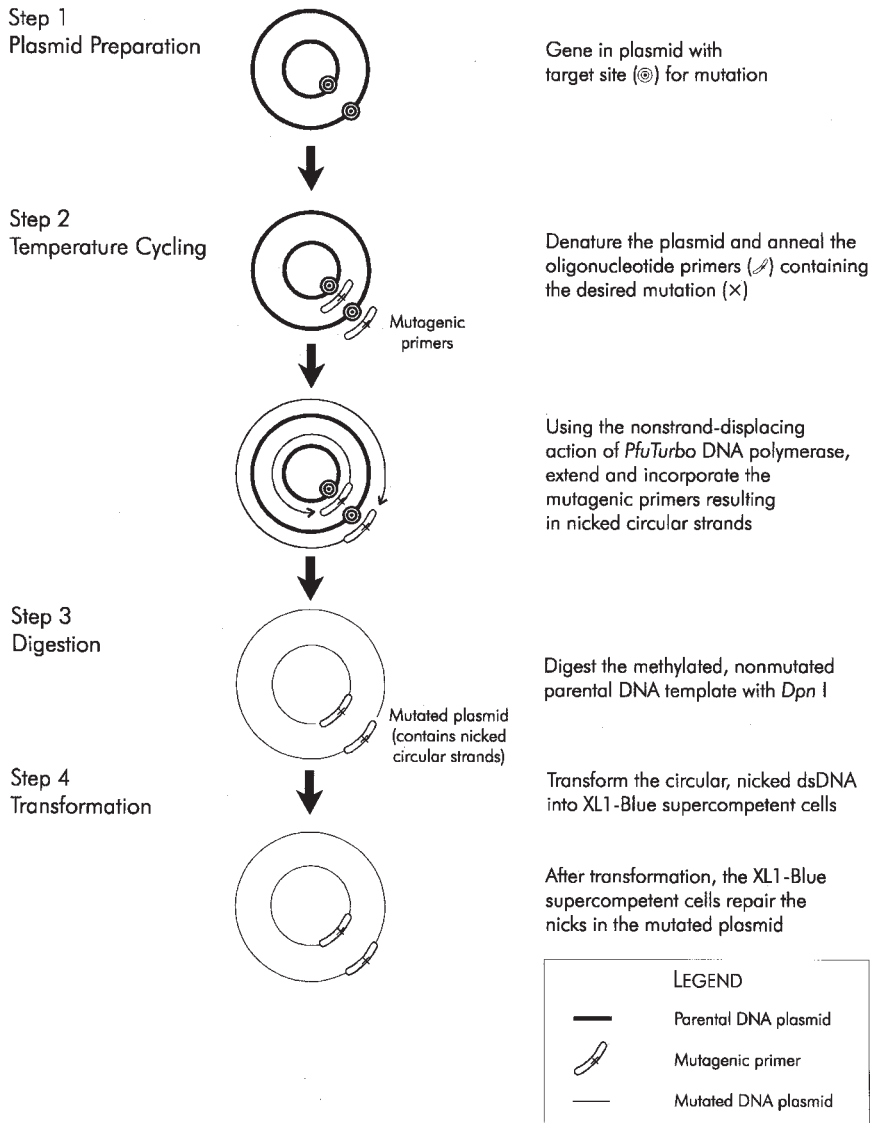 Step 1
Plasmid Preparation
Gene in plasmid with
target site (◎) for mutation
Step 2
Temperature Cycling
Denature the plasmid and anneal the
oligonucleotide primers ( ) containing
the desired mutation (×)
Mutagenic
primers
Using the nonstrand-displacing
action of PfuTurbo DNA polymerase,
extend and incorporate the
mutagenic primers resulting
in nicked circular strands
Step 3
Digestion
Digest the methylated, nonmutated
parental DNA template with Dpn I
Mutated plasmid
(contains nicked
circular strands)
Step 4
Transformation
Transform the circular, nicked dsDNA
into XL1-Blue supercompetent cells
After transformation, the XL1-Blue
supercompetent cells repair the
nicks in the mutated plasmid
LEGEND
Parental DNA plasmid
Mutagenic primer
Mutated DNA plasmid